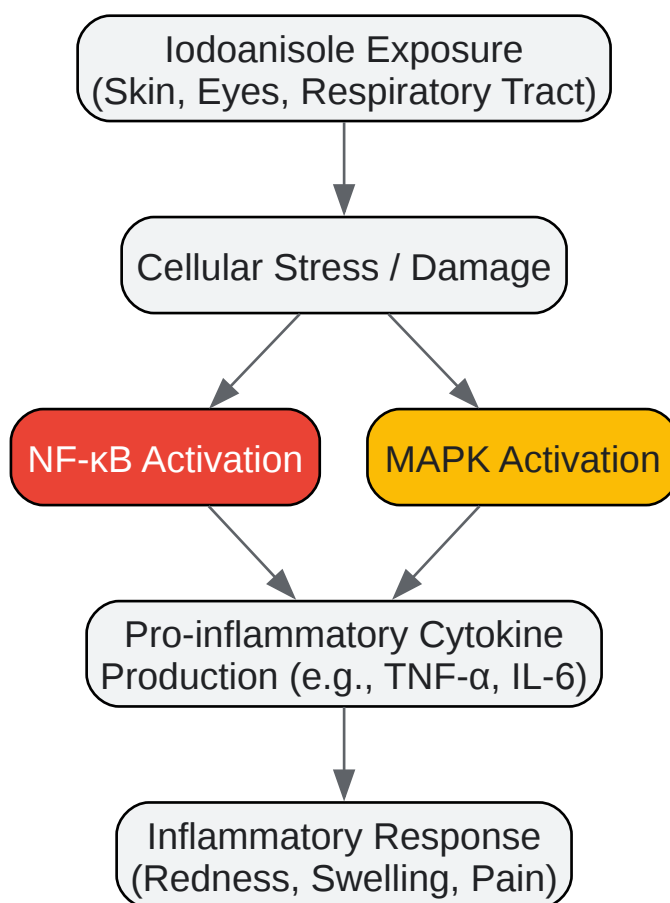 Iodoanisole Exposure
(Skin, Eyes, Respiratory Tract)
Cellular Stress / Damage
NF-κB Activation
MAPK Activation
Pro-inflammatory Cytokine
Production (e.g., TNF-α, IL-6)
Inflammatory Response
(Redness, Swelling, Pain)